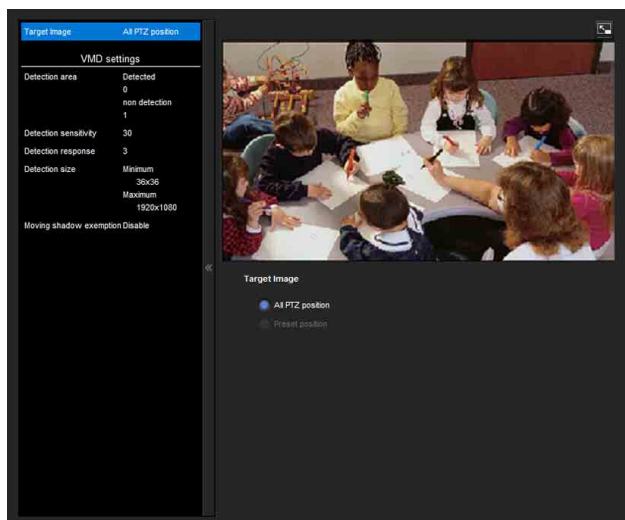 Target Image All PTZ position
VMD settings
Detection area Detected
0
non detection
1
Detection sensitivity 30
Detection response 3
Detection size Minimum
36x36
Maximum
1920x1080
Moving shadow exemption Disable
«
Target Image
All PTZ position
Preset position